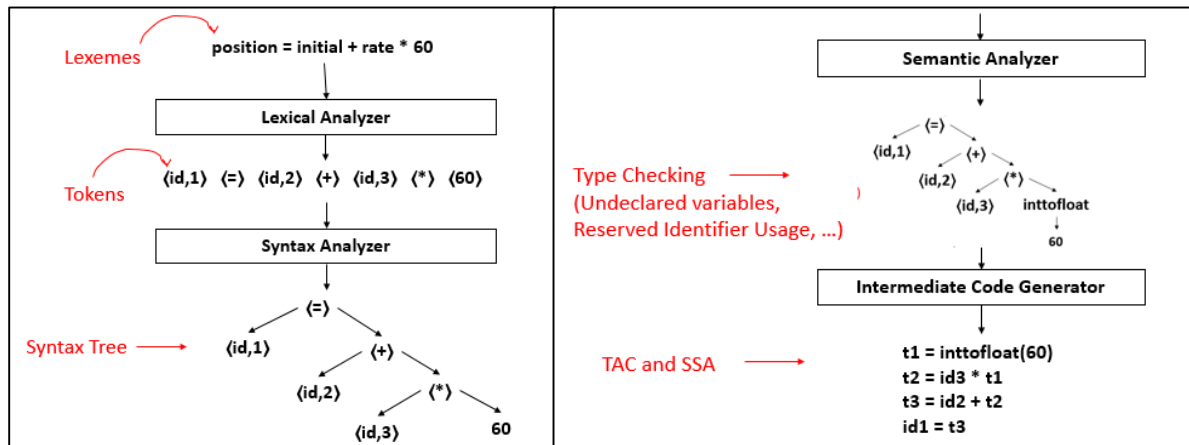 position = initial + rate * 60
Lexemes
Lexical Analyzer
⟨id,1⟩ ⟨=⟩ ⟨id,2⟩ ⟨+⟩ ⟨id,3⟩ ⟨*⟩ ⟨60⟩
Tokens
Syntax Analyzer
⟨=⟩
Syntax Tree
⟨id,1⟩
⟨+⟩
⟨id,2⟩
⟨*⟩
⟨id,3⟩
60
Semantic Analyzer
⟨=⟩
⟨id,1⟩
⟨+⟩
Type Checking
(Undeclared variables,
Reserved Identifier Usage, ...)
)
⟨id,2⟩
⟨*⟩
⟨id,3⟩
inttofloat
60
Intermediate Code Generator
TAC and SSA
t1 = inttofloat(60)
t2 = id3 * t1
t3 = id2 + t2
id1 = t3